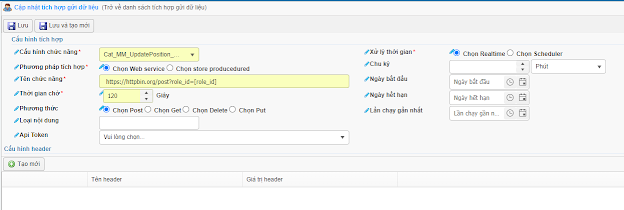 Cập nhật tích hợp gửi dữ liệu (Trở về danh sách tích hợp gửi dữ liệu)
Lưu Lưu và tạo mới
Cấu hình tích hợp
Cấu hình chức năng* Cat_MM_UpdatePosition_...
Phương pháp tích hợp* Chọn Web service Chọn store producedured
Tên chức năng* https://httpbin.org/post?role_id=[role_id]
Thời gian chờ* 120 Giây
Phương thức Chọn Post Chọn Get Chọn Delete Chọn Put
Loại nội dung
Api Token Vui lòng chọn..
Xử lý thời gian* Chọn Realtime Chọn Scheduler
Chu kỳ Phút
Ngày bắt đầu Ngày bắt đầu
Ngày hết hạn Ngày hết hạn
Lần chạy gần nhất Lần chạy gần n...
Cấu hình header
Tạo mới
Tên header Giá trị header